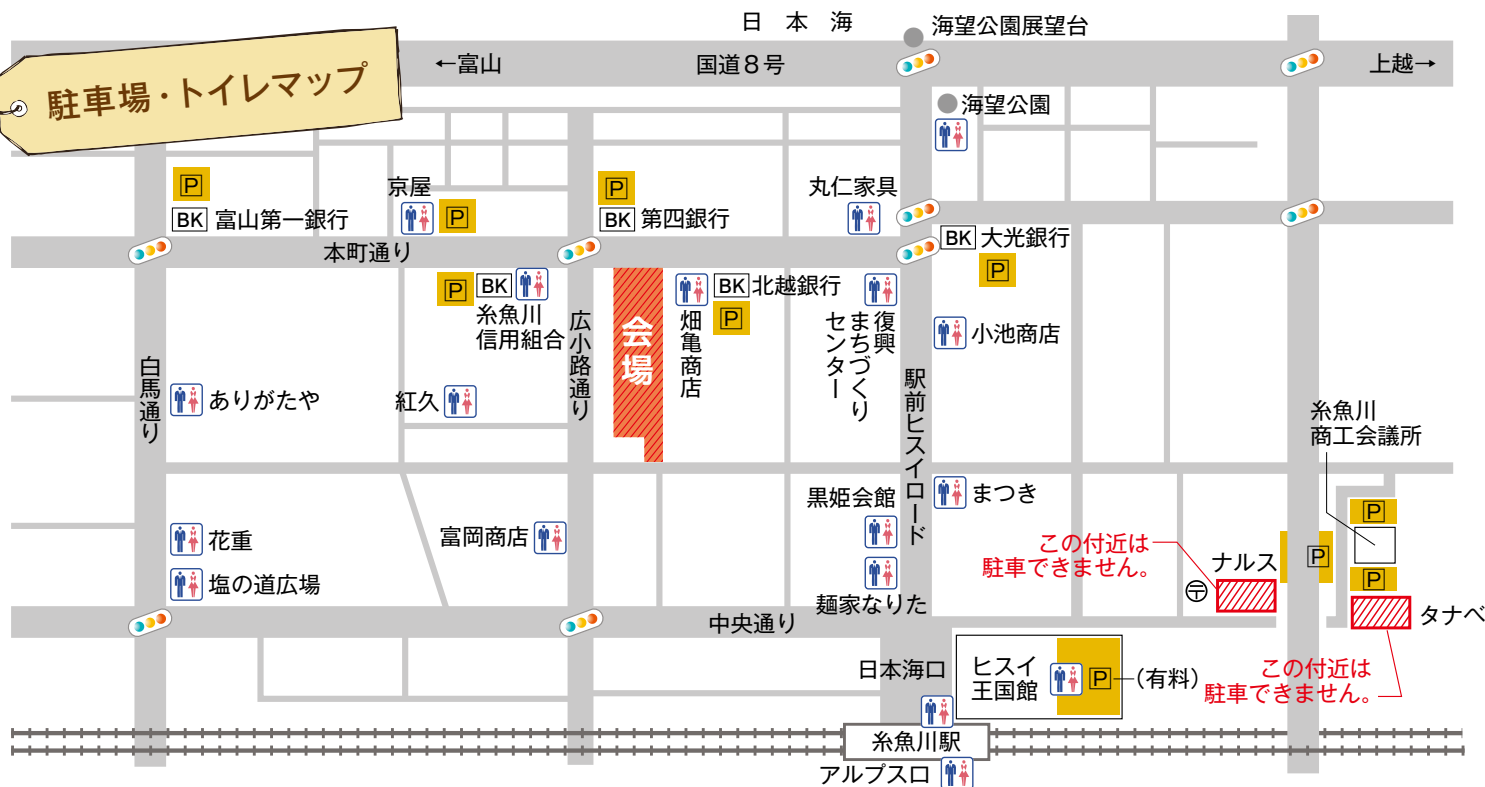 日本海
海望公園展望台
←富山
国道8号
上越→
駐車場・トイレマップ
海望公園
P
BK 富山第一銀行
京屋
P
P
BK 第四銀行
丸仁家具
本町通り
BK 大光銀行
P
P BK
糸魚川
信用組合
広小路通り
会場
畑亀商店
BK 北越銀行
P
復興
まちづくり
センター
小池商店
白馬通り
ありがたや
紅久
駅前ヒスイロード
糸魚川
商工会議所
花重
塩の道広場
富岡商店
黒姫会館
まつき
麺家なりた
この付近は
駐車できません。
〒
ナルス
P
P
P
タナベ
中央通り
この付近は
駐車できません。
日本海口
ヒスイ
王国館
P
(有料)
糸魚川駅
アルプス口